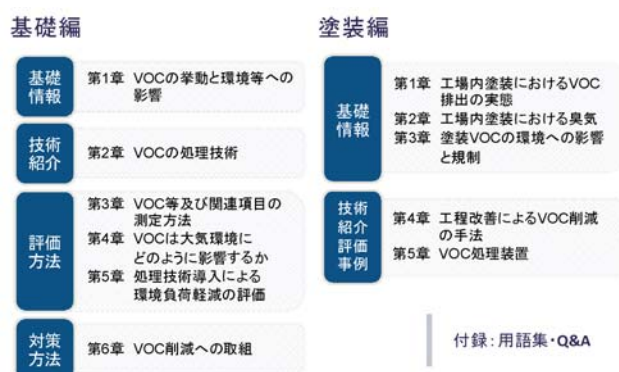 基礎編
基礎
情報
第1章 VOCの挙動と環境等への
影響
技術
紹介
第2章 VOCの処理技術
評価
方法
第3章 VOC等及び関連項目の
測定方法
第4章 VOCは大気環境に
どのように影響するか
第5章 処理技術導入による
環境負荷軽減の評価
対策
方法
第6章 VOC削減への取組
塗装編
基礎
情報
第1章 工場内塗装におけるVOC
排出の実態
第2章 工場内塗装における臭気
第3章 塗装VOCの環境への影響
と規制
技術
紹介
評価
事例
第4章 工程改善によるVOC削減
の手法
第5章 VOC処理装置
付録:用語集・Q&A